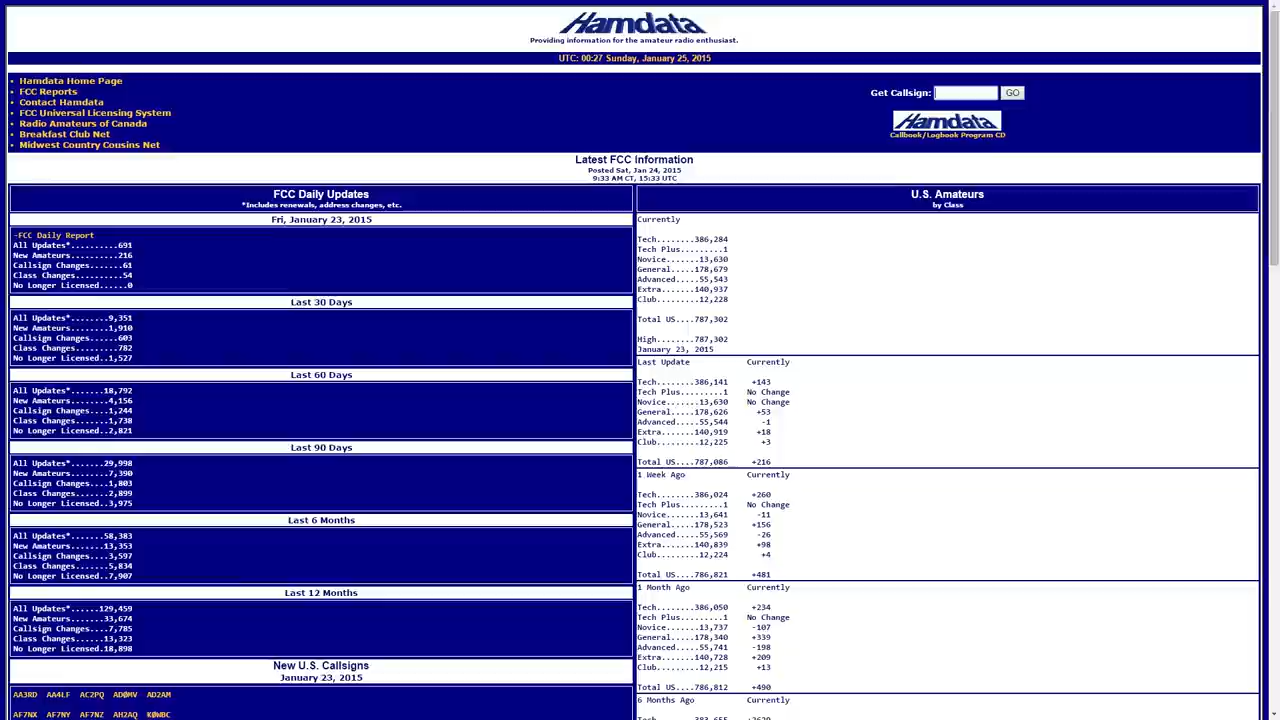 Hamdata
Providing information for the amateur radio enthusiast.
UTC: 00:27 Sunday, January 25, 2015
Hamdata Home Page
FCC Reports
Contact Hamdata
FCC Universal Licensing System
Radio Amateurs of Canada
Breakfast Club Net
Midwest Country Cousins Net
Get Callsign: GO
Hamdata
Callbook/Logbook Program CD
Latest FCC Information
Posted Sat, Jan 24, 2015
9:33 AM CT, 15:33 UTC
FCC Daily Updates
*Includes renewals, address changes, etc.
Fri, January 23, 2015
-FCC Daily Report
All Updates*..........691
New Amateurs..........216
Callsign Changes.......61
Class Changes..........54
No Longer Licensed......0
Last 30 Days
All Updates*........9,351
New Amateurs........1,910
Callsign Changes......603
Class Changes.........782
No Longer Licensed..1,527
Last 60 Days
All Updates*.......18,792
New Amateurs........4,156
Callsign Changes....1,244
Class Changes.......1,738
No Longer Licensed..2,821
Last 90 Days
All Updates*.......29,998
New Amateurs........7,390
Callsign Changes....1,803
Class Changes.......2,899
No Longer Licensed..3,975
Last 6 Months
All Updates*.......58,383
New Amateurs.......13,353
Callsign Changes....3,597
Class Changes.......5,834
No Longer Licensed..7,907
Last 12 Months
All Updates*......129,459
New Amateurs.......33,674
Callsign Changes....7,785
Class Changes......13,323
No Longer Licensed.18,898
New U.S. Callsigns
January 23, 2015
AA3RD AA4LF AC2PQ AD0MV AD2AM
AF7NX AF7NY AF7NZ AH2AQ K0NBC
U.S. Amateurs
by Class
Currently
Tech........386,284
Tech Plus.........1
Novice.......13,630
General.....178,679
Advanced.....55,543
Extra.......140,937
Club.........12,228
Total US....787,302
High........787,302
January 23, 2015
Last Update Currently
Tech........386,141 +143
Tech Plus.........1 No Change
Novice.......13,630 No Change
General.....178,626 +53
Advanced.....55,544 -1
Extra.......140,919 +18
Club.........12,225 +3
Total US....787,086 +216
1 Week Ago Currently
Tech........386,024 +260
Tech Plus.........1 No Change
Novice.......13,641 -11
General.....178,523 +156
Advanced.....55,569 -26
Extra.......140,839 +98
Club.........12,224 +4
Total US....786,821 +481
1 Month Ago Currently
Tech........386,050 +234
Tech Plus.........1 No Change
Novice.......13,737 -107
General.....178,340 +339
Advanced.....55,741 -198
Extra.......140,728 +209
Club.........12,215 +13
Total US....786,812 +490
6 Months Ago Currently